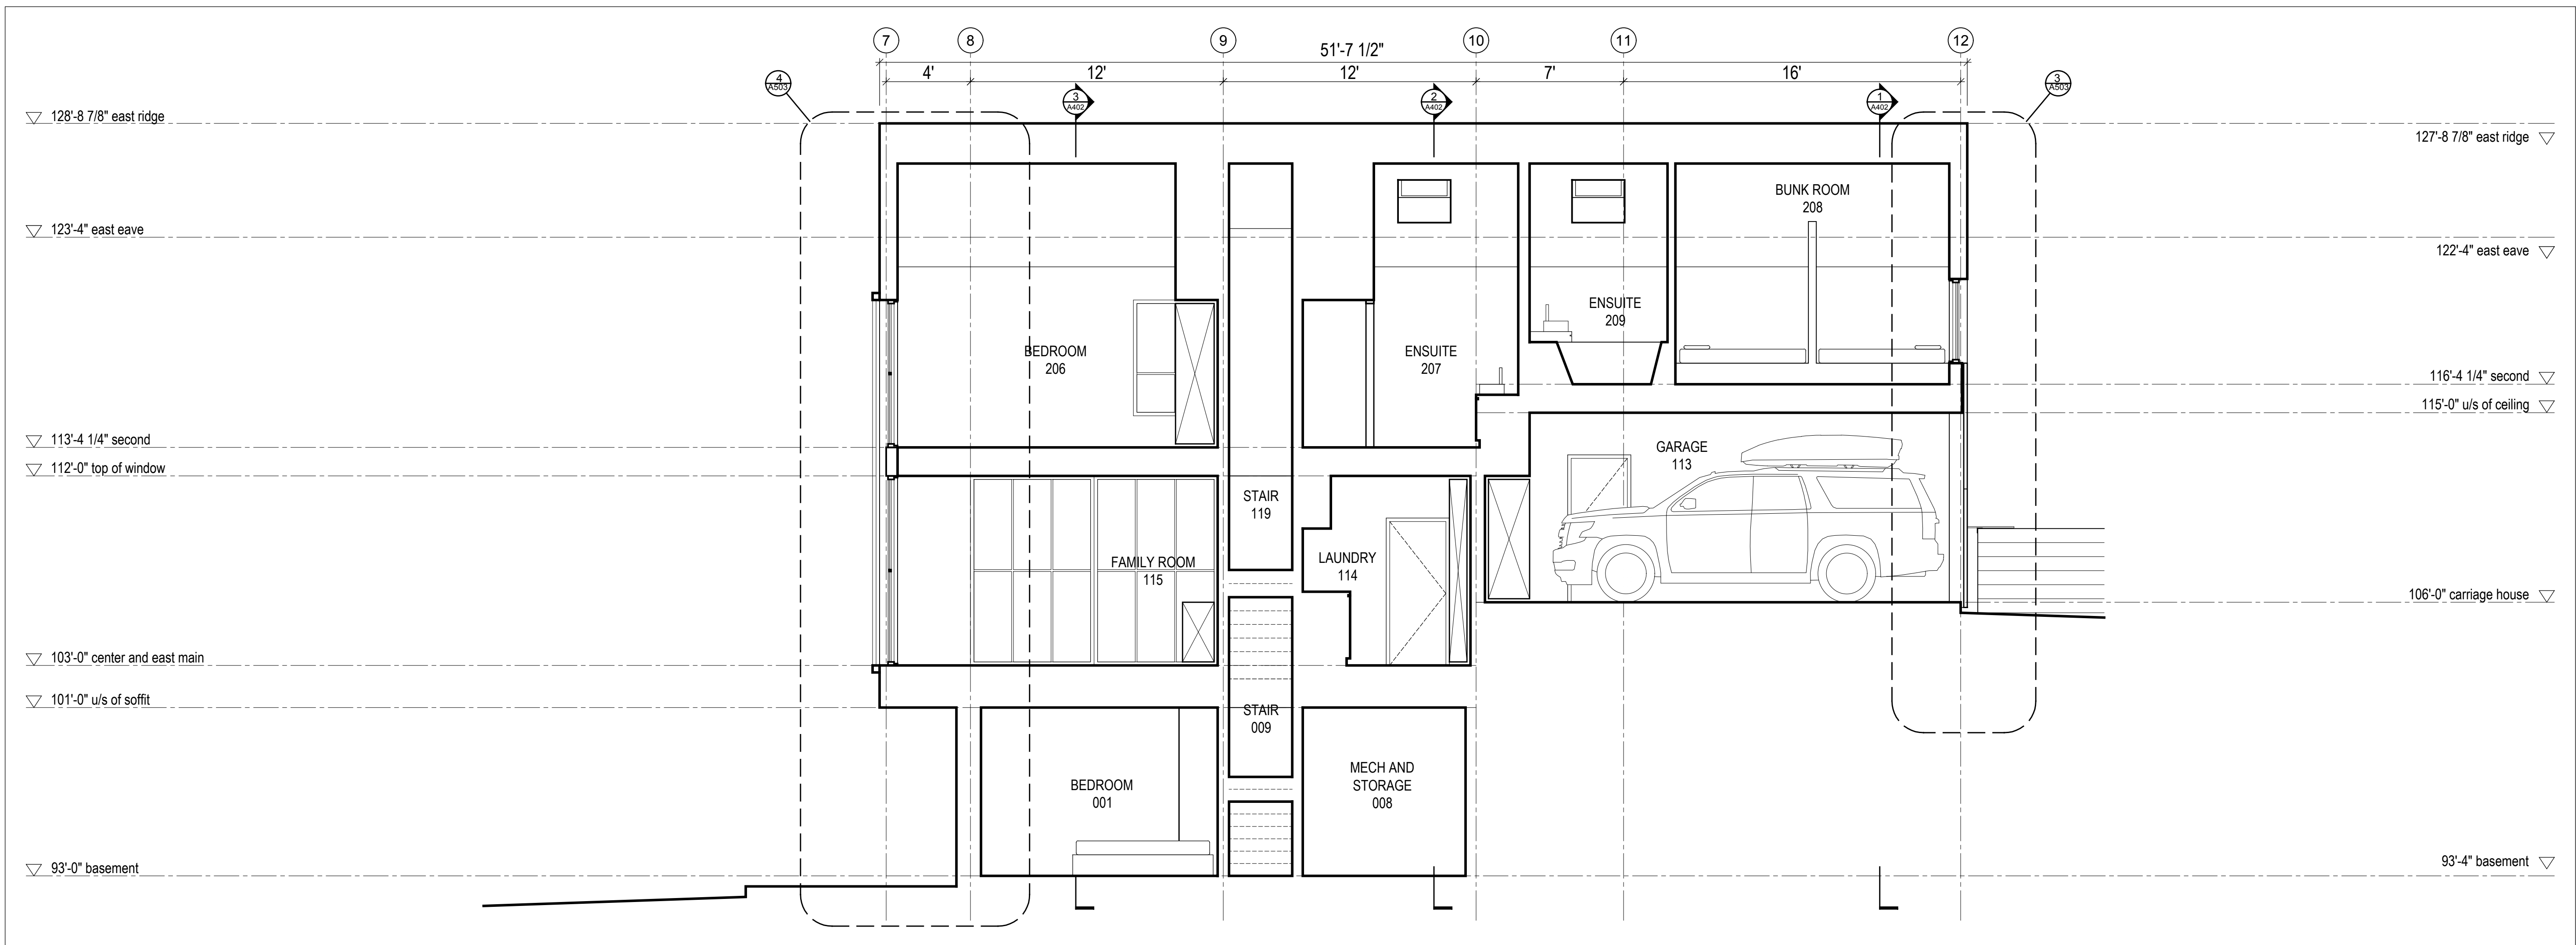 7
8
9
10
11
12
51'-7 1/2"
4'
12'
12'
7'
16'
4
A503
3
A402
2
A402
1
A402
3
A503
128'-8 7/8" east ridge
127'-8 7/8" east ridge
BUNK ROOM
208
123'-4" east eave
122'-4" east eave
ENSUITE
209
BEDROOM
206
ENSUITE
207
116'-4 1/4" second
115'-0" u/s of ceiling
113'-4 1/4" second
GARAGE
113
112'-0" top of window
STAIR
119
FAMILY ROOM
115
LAUNDRY
114
106'-0" carriage house
103'-0" center and east main
101'-0" u/s of soffit
STAIR
009
BEDROOM
001
MECH AND
STORAGE
008
93'-0" basement
93'-4" basement